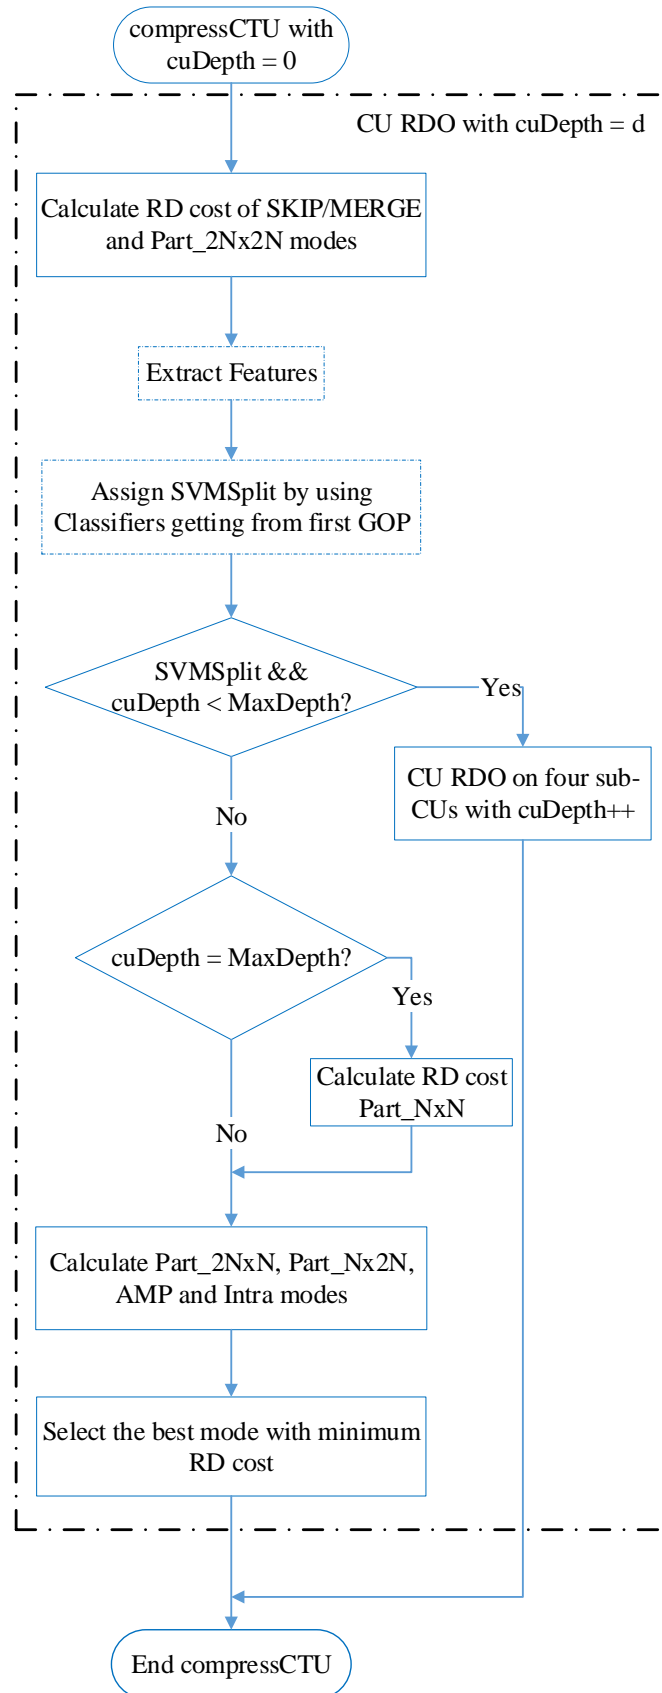 compressCTU with
cuDepth = 0
CU RDO with cuDepth = d
Calculate RD cost of SKIP/MERGE
and Part_2Nx2N modes
Extract Features
Assign SVMSplit by using
Classifiers getting from first GOP
SVMSplit &&
cuDepth < MaxDepth?
Yes
CU RDO on four sub-
CUs with cuDepth++
No
cuDepth = MaxDepth?
Yes
Calculate RD cost
Part_NxN
No
Calculate Part_2NxN, Part_Nx2N,
AMP and Intra modes
Select the best mode with minimum
RD cost
End compressCTU